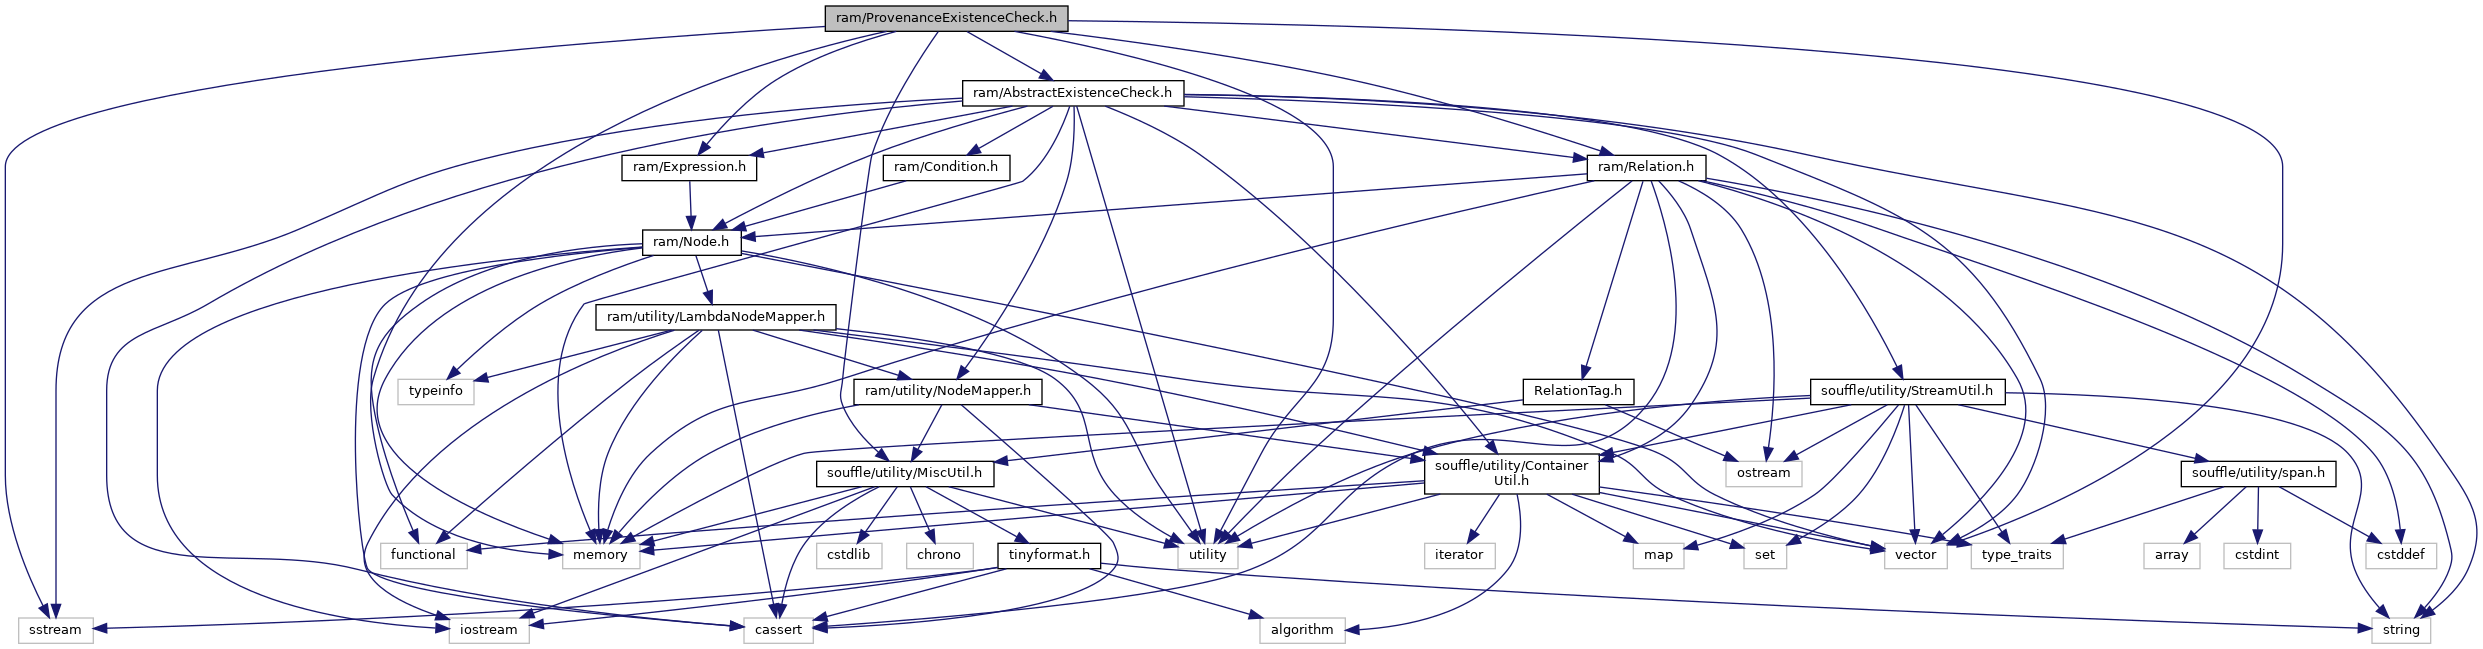 ram/ProvenanceExistenceCheck.h
ram/AbstractExistenceCheck.h
ram/Expression.h
ram/Condition.h
ram/Relation.h
ram/Node.h
ram/utility/LambdaNodeMapper.h
typeinfo
ram/utility/NodeMapper.h
RelationTag.h
souffle/utility/StreamUtil.h
souffle/utility/MiscUtil.h
souffle/utility/Container
Util.h
ostream
souffle/utility/span.h
functional
memory
cstdlib
chrono
tinyformat.h
utility
iterator
map
set
vector
type_traits
array
cstdint
cstddef
sstream
iostream
cassert
algorithm
string